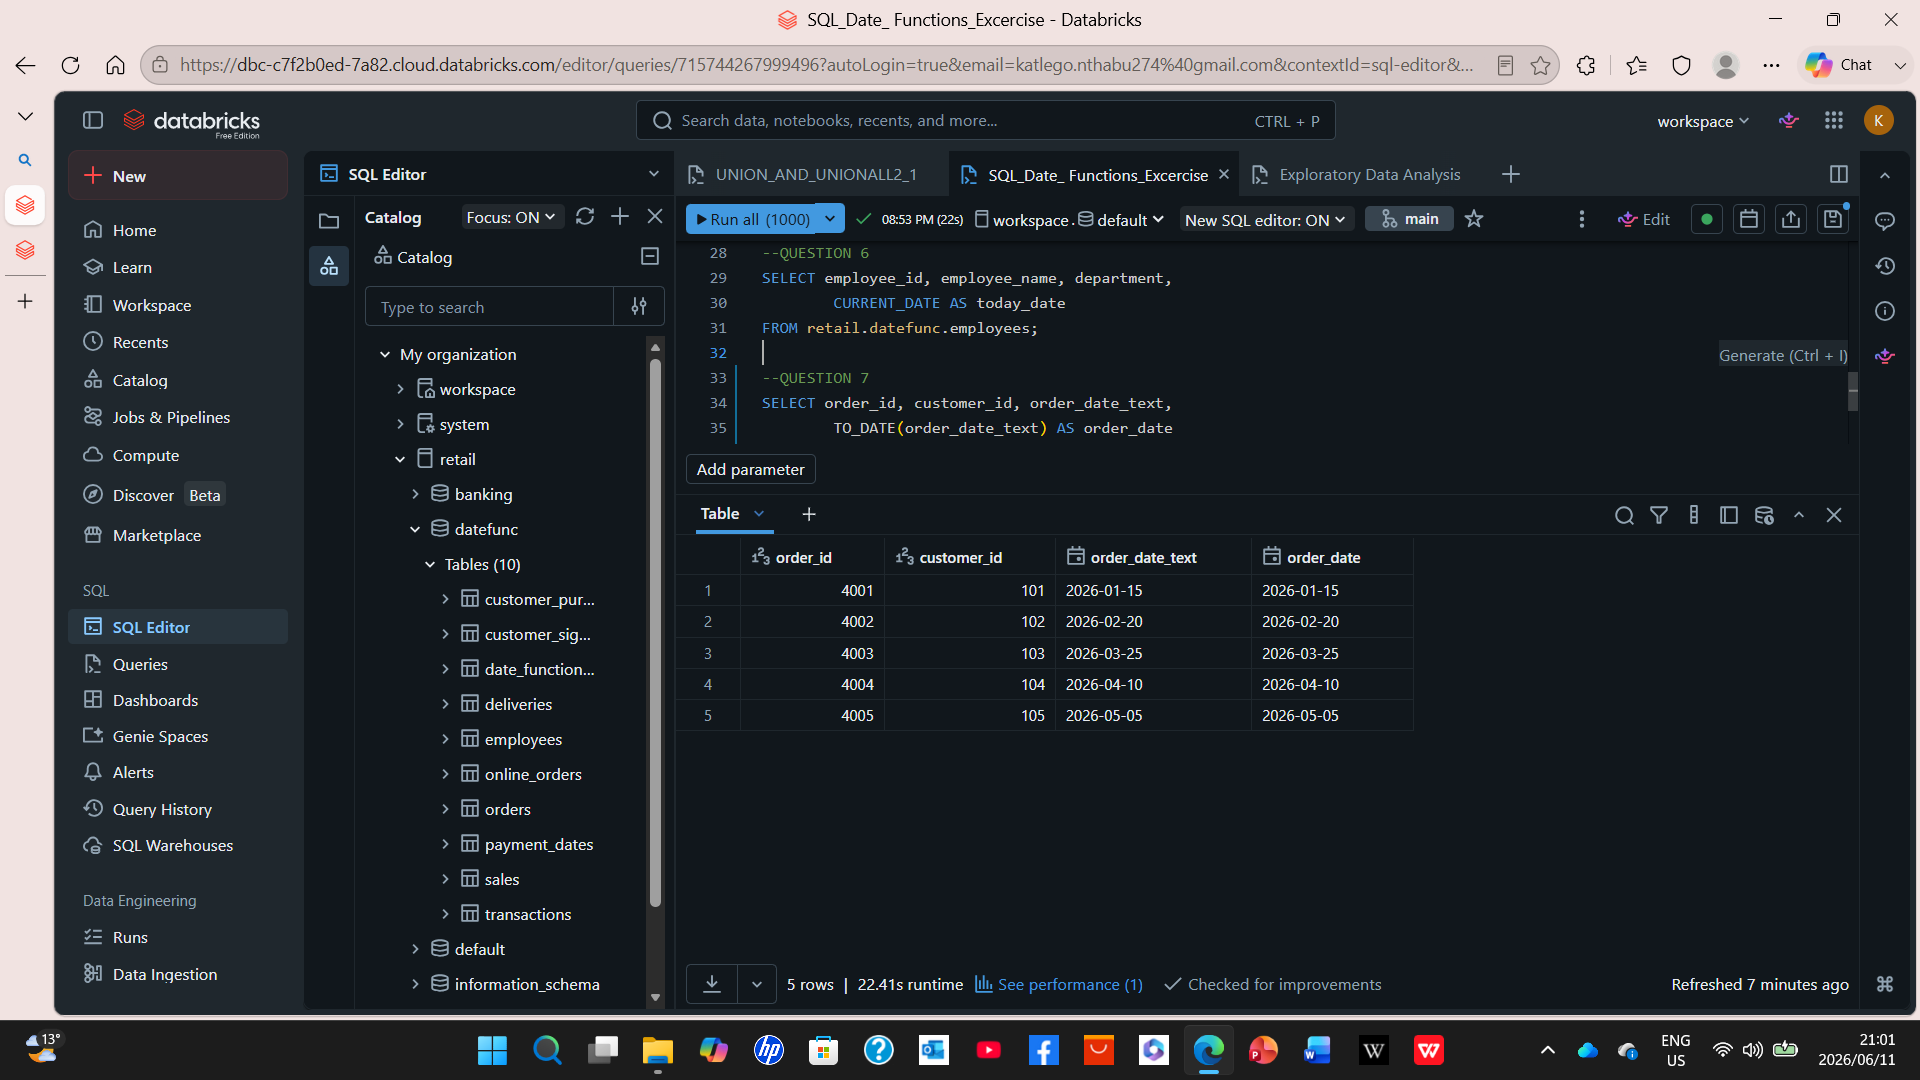 SQL_Date_ Functions_Excercise - Databricks
https://dbc-c7f2b0ed-7a82.cloud.databricks.com/editor/queries/715744267999496?autoLogin=true&email=katlego.nthabu274%40gmail.com&contextId=sql-editor&...
Chat
databricks
Free Edition
Search data, notebooks, recents, and more...
CTRL + P
workspace
K
New
Home
Learn
Workspace
Recents
Catalog
Jobs & Pipelines
Compute
Discover Beta
Marketplace
SQL
SQL Editor
Queries
Dashboards
Genie Spaces
Alerts
Query History
SQL Warehouses
Data Engineering
Runs
Data Ingestion
SQL Editor
Catalog
Focus: ON
Catalog
Type to search
My organization
workspace
system
retail
banking
datefunc
Tables (10)
customer_pur...
customer_sig...
date_function...
deliveries
employees
online_orders
orders
payment_dates
sales
transactions
default
information_schema
UNION_AND_UNIONALL2_1
SQL_Date_ Functions_Excercise
Exploratory Data Analysis
Run all (1000)
08:53 PM (22s)
workspace . default
New SQL editor: ON
main
Edit
28 --QUESTION 6
29 SELECT employee_id, employee_name, department,
30 CURRENT_DATE AS today_date
31 FROM retail.datefunc.employees;
32
Generate (Ctrl + I)
33 --QUESTION 7
34 SELECT order_id, customer_id, order_date_text,
35 TO_DATE(order_date_text) AS order_date
Add parameter
Table
order_id customer_id order_date_text order_date
1 4001 101 2026-01-15 2026-01-15
2 4002 102 2026-02-20 2026-02-20
3 4003 103 2026-03-25 2026-03-25
4 4004 104 2026-04-10 2026-04-10
5 4005 105 2026-05-05 2026-05-05
5 rows | 22.41s runtime
See performance (1)
Checked for improvements
Refreshed 7 minutes ago
13°
ENG
US
21:01
2026/06/11